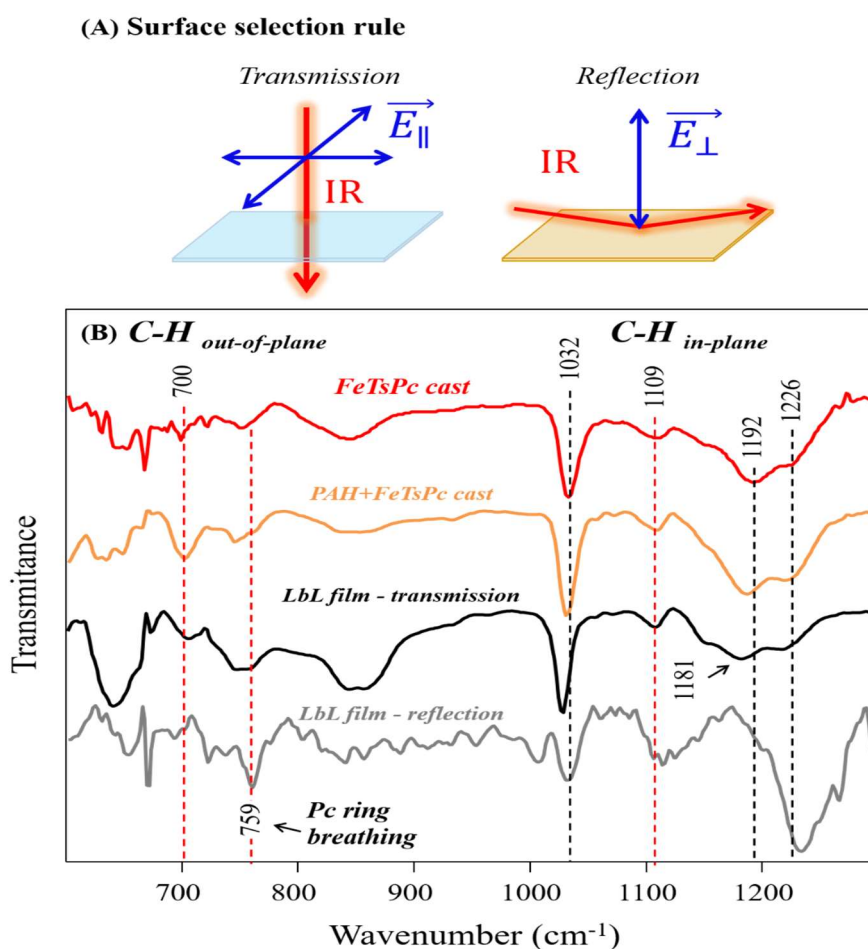 (A) Surface selection rule
Transmission
Reflection
E∥
E⊥
IR
IR
(B) C-H out-of-plane
C-H in-plane
700
1032
1109
1192
1226
FeTsPc cast
PAH+FeTsPc cast
LbL film - transmission
1181
LbL film - reflection
759
Pc ring
breathing
Transmitance
700 800 900 1000 1100 1200
Wavenumber (cm-1)